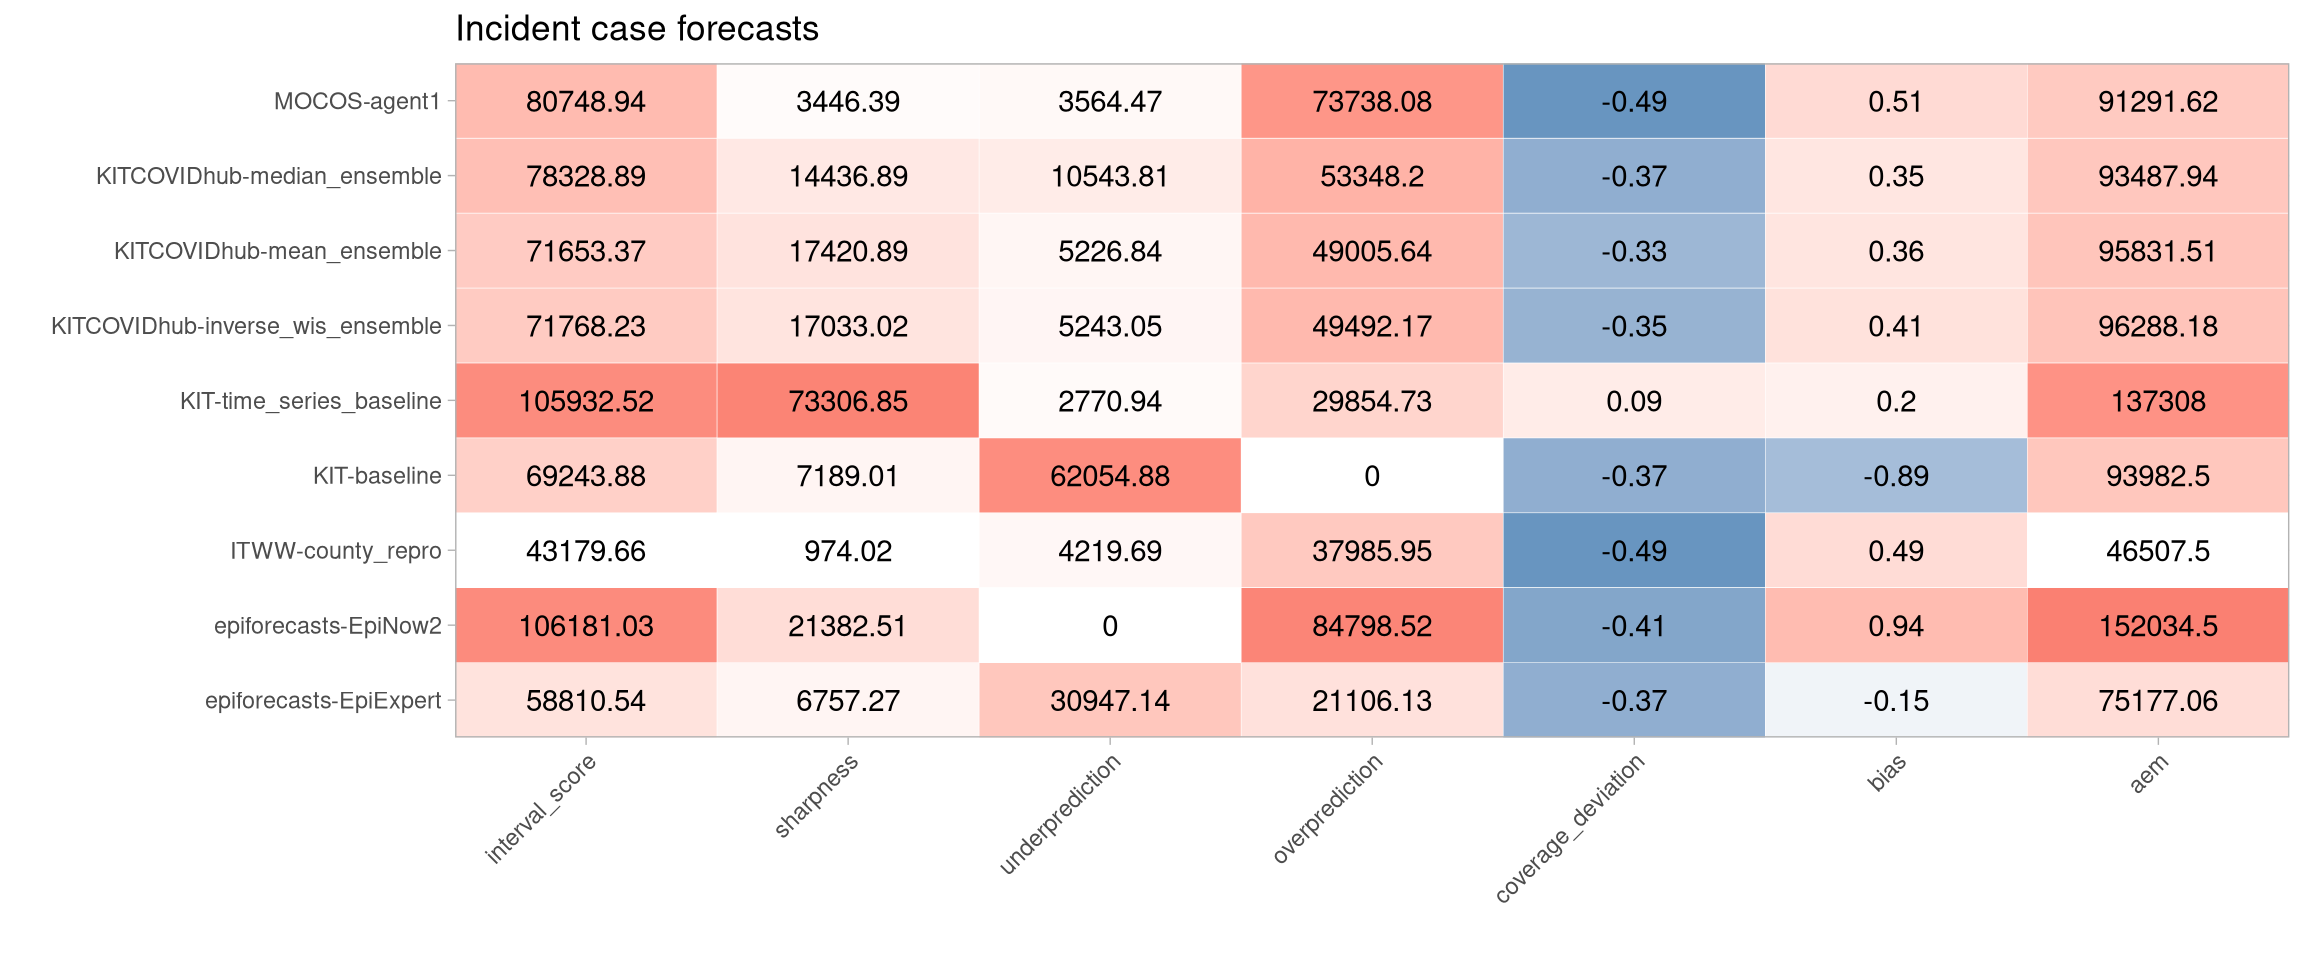 Incident case forecasts
MOCOS-agent1 80748.94 3446.39 3564.47 73738.08 -0.49 0.51 91291.62
KITCOVIDhub-median_ensemble 78328.89 14436.89 10543.81 53348.2 -0.37 0.35 93487.94
KITCOVIDhub-mean_ensemble 71653.37 17420.89 5226.84 49005.64 -0.33 0.36 95831.51
KITCOVIDhub-inverse_wis_ensemble 71768.23 17033.02 5243.05 49492.17 -0.35 0.41 96288.18
KIT-time_series_baseline 105932.52 73306.85 2770.94 29854.73 0.09 0.2 137308
KIT-baseline 69243.88 7189.01 62054.88 0 -0.37 -0.89 93982.5
ITWW-county_repro 43179.66 974.02 4219.69 37985.95 -0.49 0.49 46507.5
epiforecasts-EpiNow2 106181.03 21382.51 0 84798.52 -0.41 0.94 152034.5
epiforecasts-EpiExpert 58810.54 6757.27 30947.14 21106.13 -0.37 -0.15 75177.06
interval_score sharpness underprediction overprediction coverage_deviation bias aem